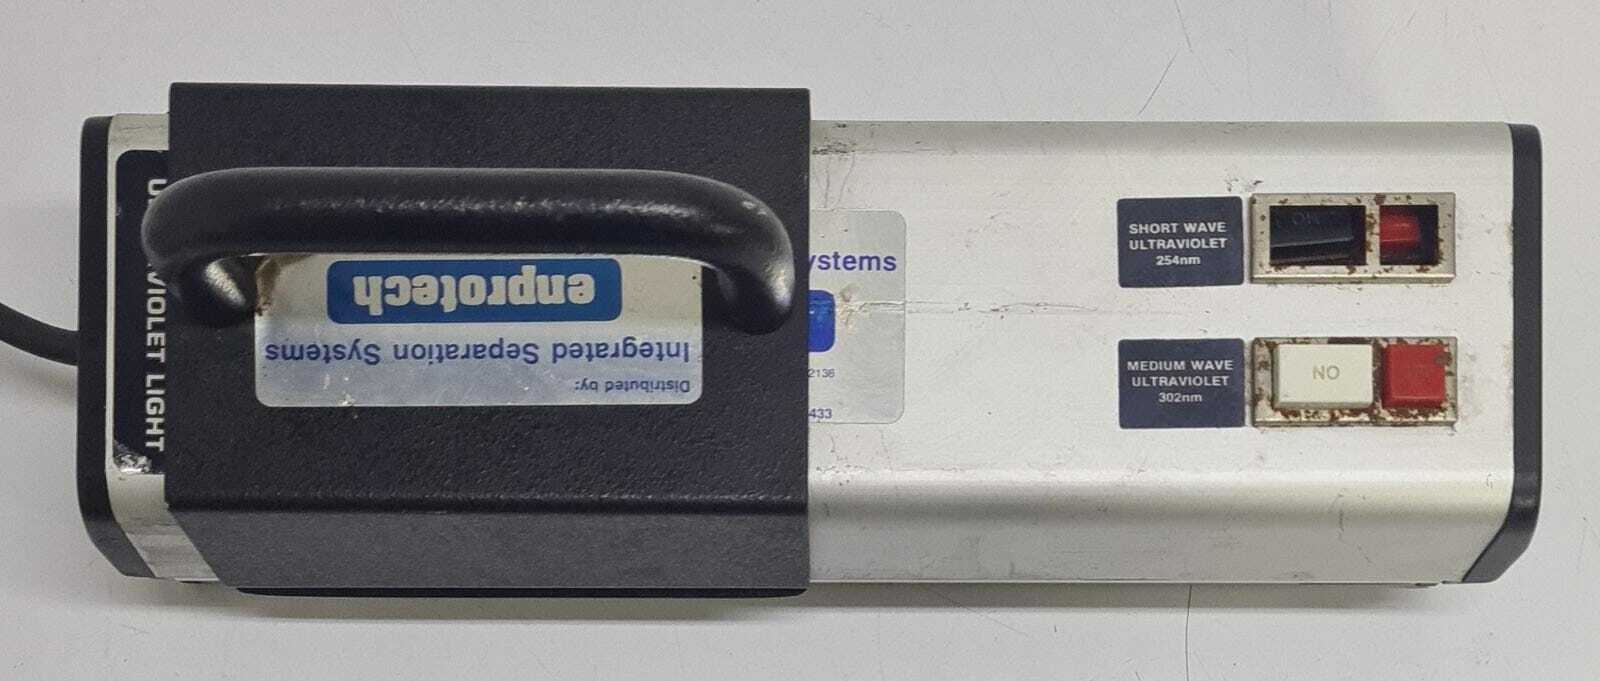 VIOLET LIGHT
Distributed by:
Integrated Separation Systems
enprotech
ystems
2136
433
SHORT WAVE
ULTRAVIOLET
254nm
MEDIUM WAVE
ULTRAVIOLET
302nm
ON